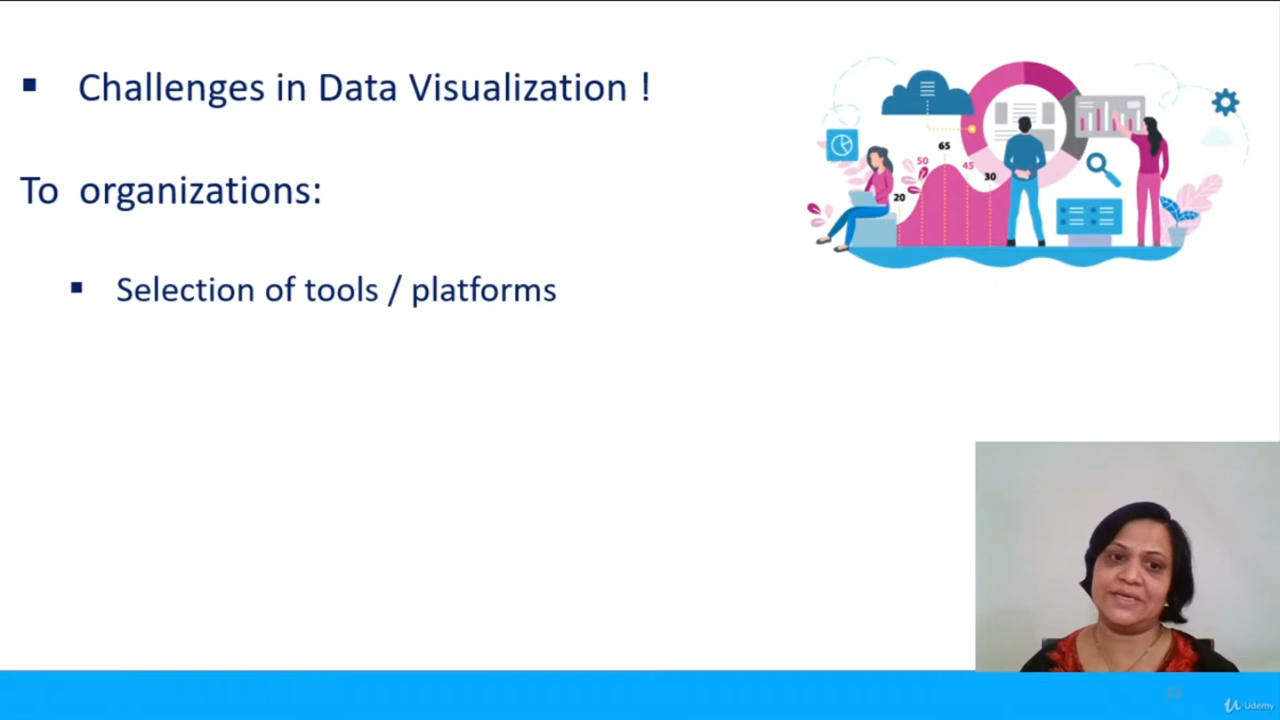 ▪ Challenges in Data Visualization !
To organizations:
▪ Selection of tools / platforms
20
50
65
45
30
Udemy